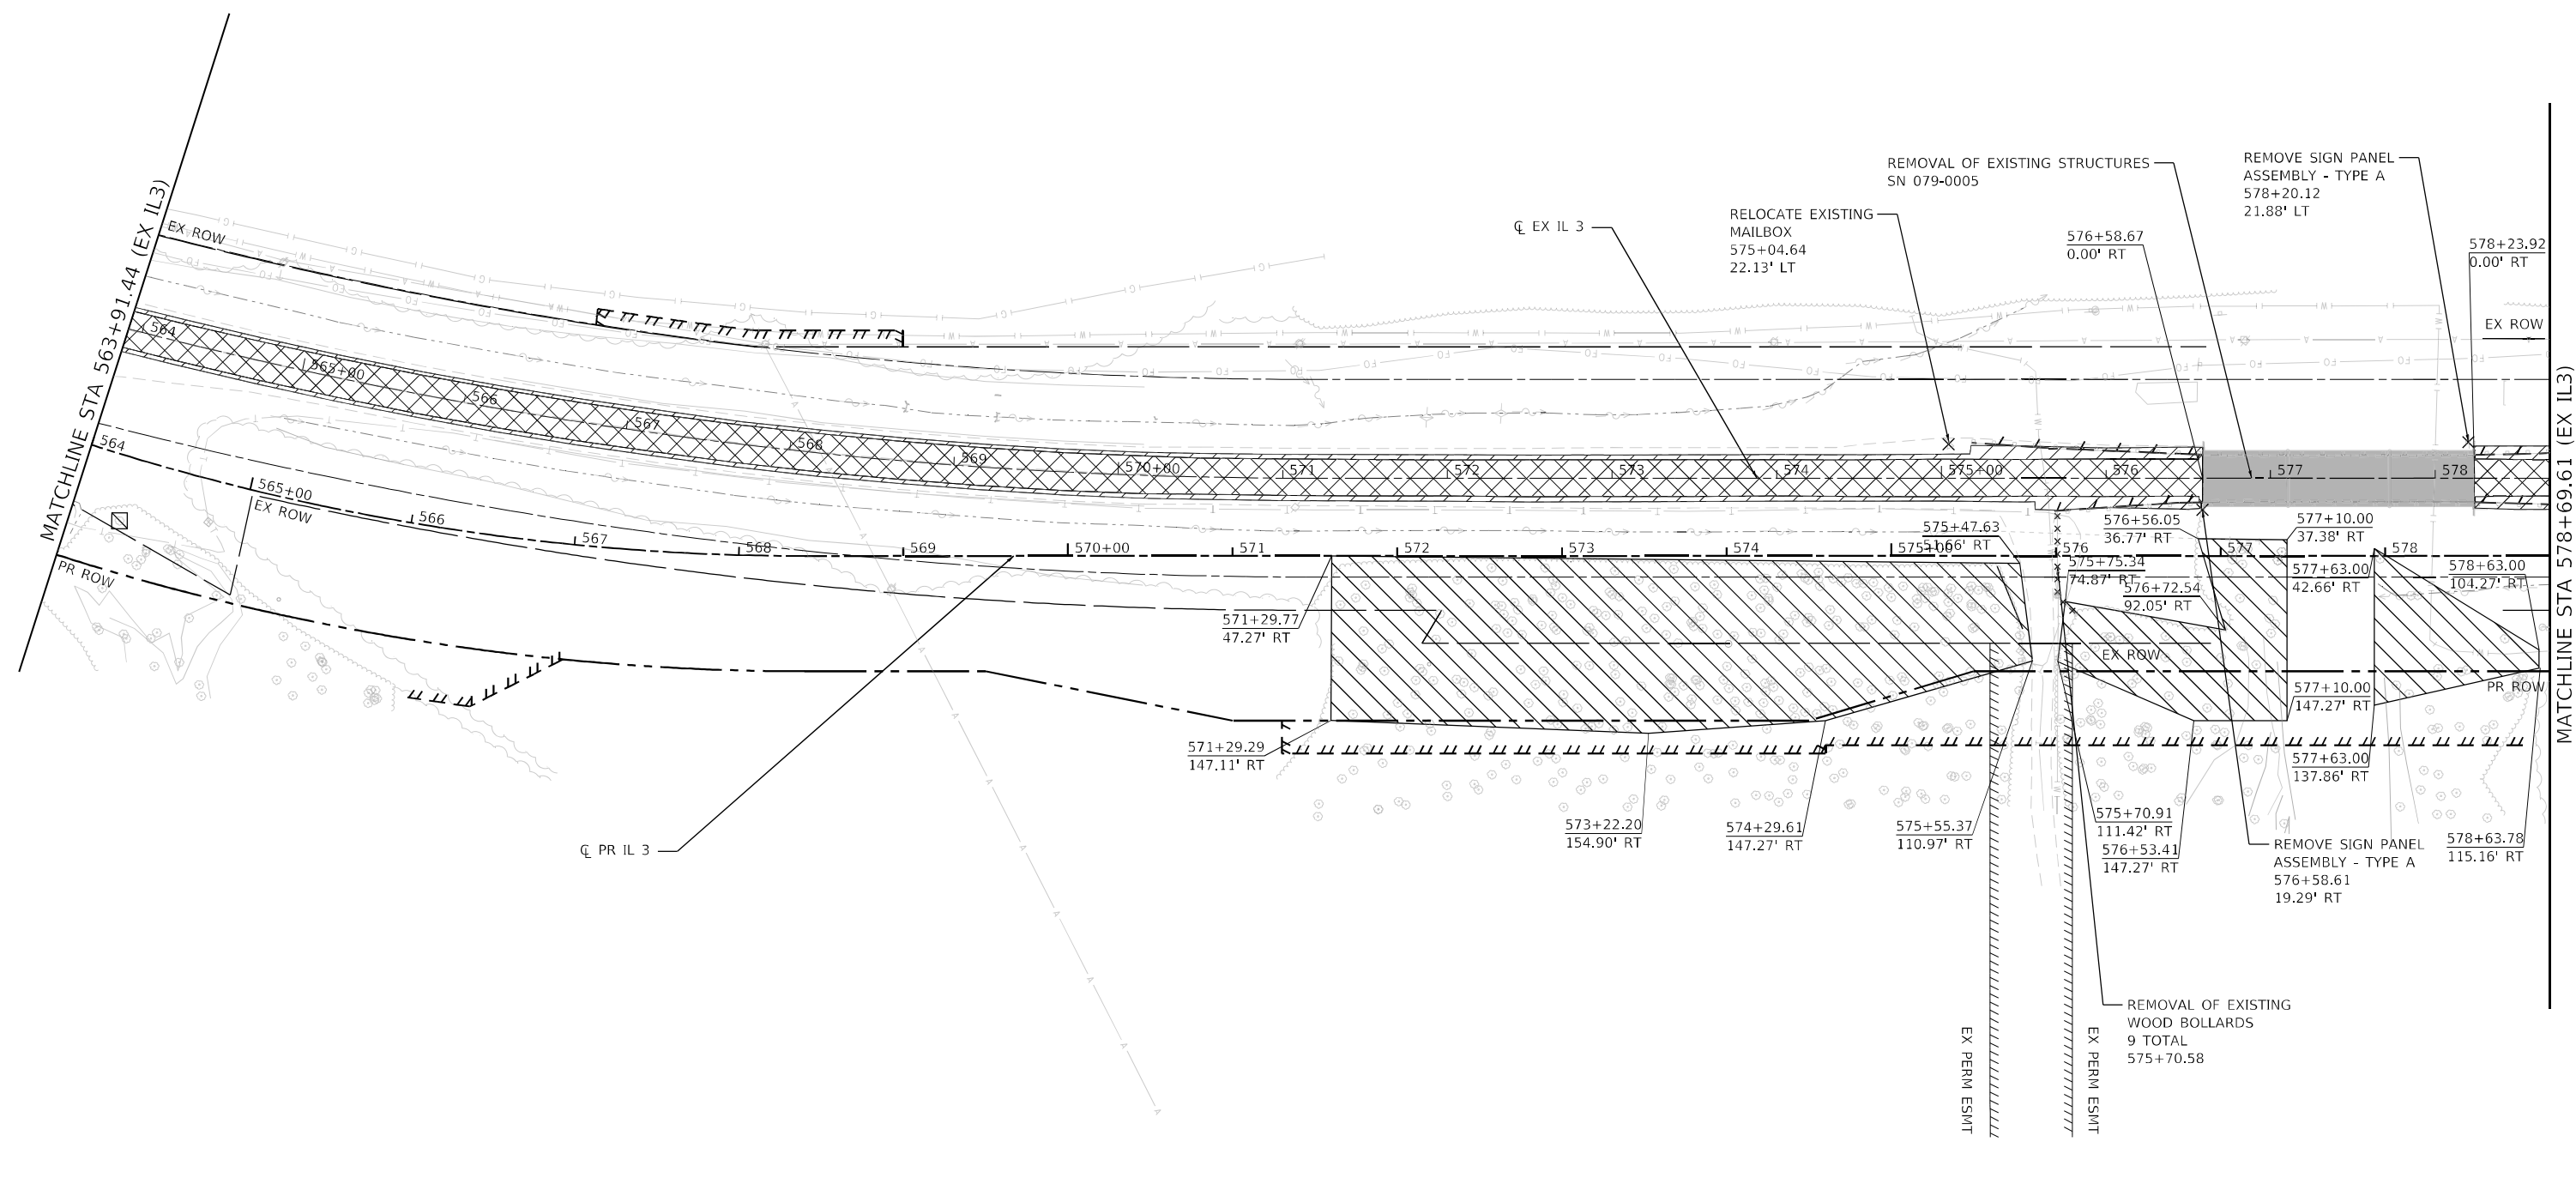 MATCHLINE STA 563+91.44 (EX IL3)
EX ROW
REMOVAL OF EXISTING STRUCTURES
SN 079-0005
REMOVE SIGN PANEL
ASSEMBLY - TYPE A
578+20.12
21.88' LT
RELOCATE EXISTING
MAILBOX
575+04.64
22.13' LT
℄ EX IL 3
576+58.67
0.00' RT
578+23.92
0.00' RT
EX ROW
MATCHLINE STA 578+69.61 (EX IL3)
564
565+00
566
567
568
569
570+00
571
572
573
574
575+00
576
577
578
564
565+00
EX ROW
566
567
568
569
570+00
571
572
573
574
575+00
576
577
578
575+47.63
51.66' RT
576+56.05
36.77' RT
577+10.00
37.38' RT
575+75.34
74.87' RT
576+72.54
92.05' RT
577+63.00
42.66' RT
578+63.00
104.27' RT
PR ROW
571+29.77
47.27' RT
EX ROW
577+10.00
147.27' RT
PR ROW
571+29.29
147.11' RT
577+63.00
137.86' RT
573+22.20
154.90' RT
574+29.61
147.27' RT
575+55.37
110.97' RT
575+70.91
111.42' RT
576+53.41
147.27' RT
REMOVE SIGN PANEL
ASSEMBLY - TYPE A
576+58.61
19.29' RT
578+63.78
115.16' RT
℄ PR IL 3
REMOVAL OF EXISTING
WOOD BOLLARDS
9 TOTAL
575+70.58
EX PERM ESMT
EX PERM ESMT